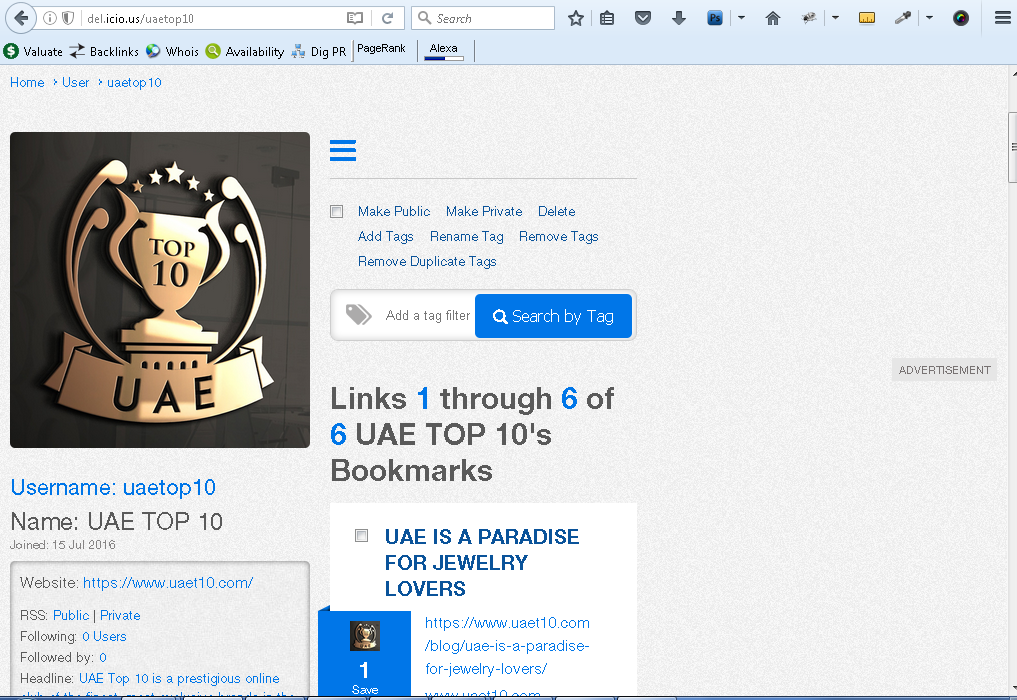 del.icio.us/uaetop10
Search
Valuate
Backlinks
Whois
Availability
Dig PR
PageRank
Alexa
Home > User > uaetop10
TOP
10
UAE
Username: uaetop10
Name: UAE TOP 10
Joined: 15 Jul 2016
Website: https://www.uaet10.com/
RSS: Public | Private
Following: 0 Users
Followed by: 0
Headline: UAE Top 10 is a prestigious online
Make Public Make Private Delete
Add Tags Rename Tag Remove Tags
Remove Duplicate Tags
Add a tag filter
Search by Tag
Links 1 through 6 of
6 UAE TOP 10's
Bookmarks
UAE IS A PARADISE
FOR JEWELRY
LOVERS
1
Save
https://www.uaet10.com
/blog/uae-is-a-paradise-
for-jewelry-lovers/
www.uaet10.com
ADVERTISEMENT